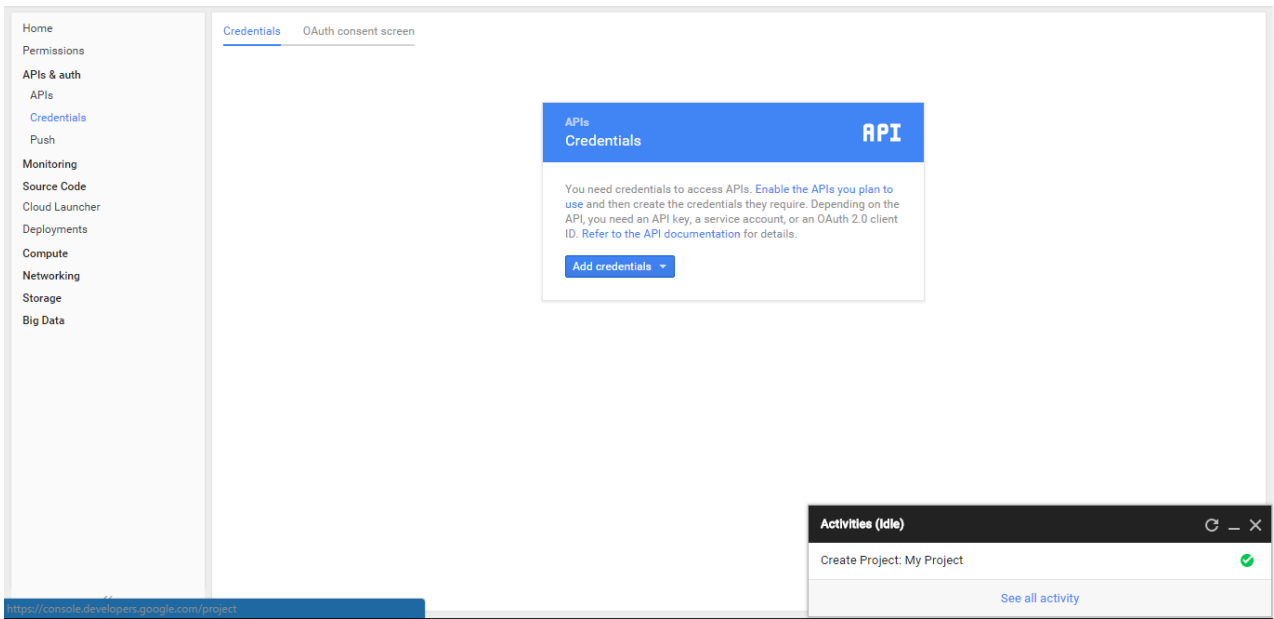 Home
Permissions
APIs & auth
APIs
Credentials
Push
Monitoring
Source Code
Cloud Launcher
Deployments
Compute
Networking
Storage
Big Data
Credentials OAuth consent screen
APIs
Credentials
API
You need credentials to access APIs. Enable the APIs you plan to
use and then create the credentials they require. Depending on the
API, you need an API key, a service account, or an OAuth 2.0 client
ID. Refer to the API documentation for details.
Add credentials
Activities (Idle)
Create Project: My Project
See all activity
https://console.developers.google.com/project